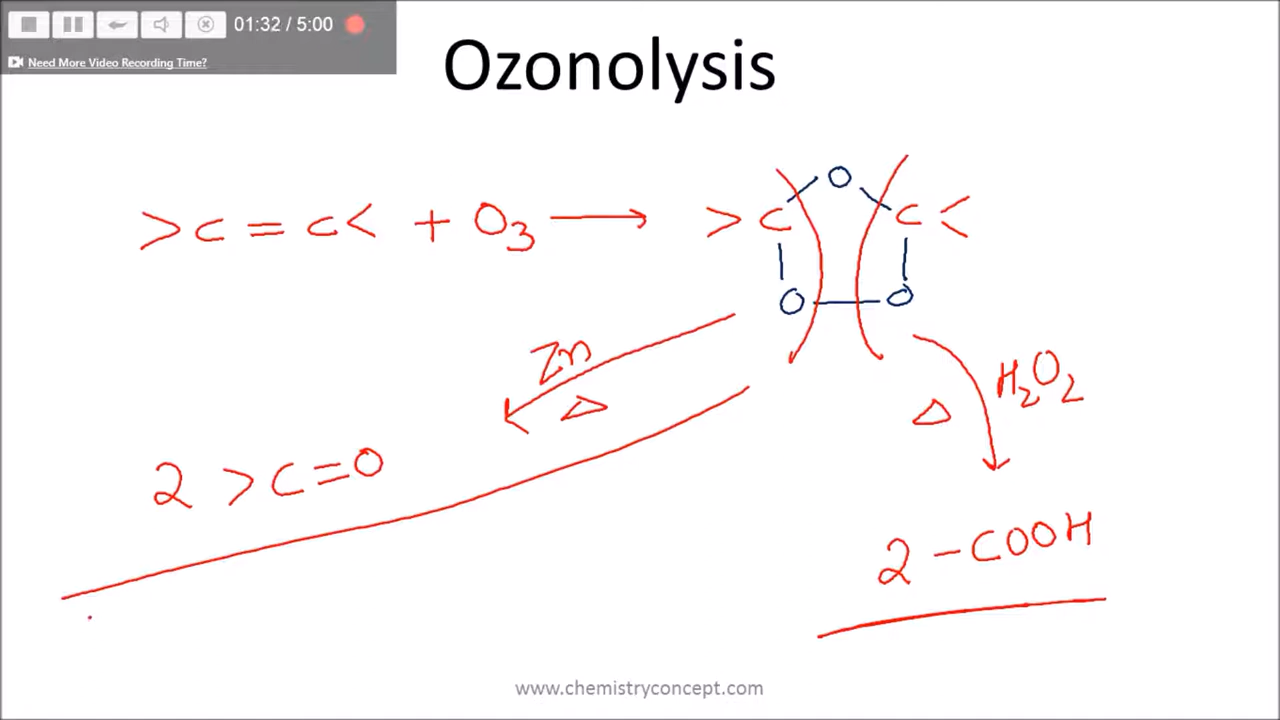 01:32 / 5:00
Need More Video Recording Time?
Ozonolysis
>C=C< + O₃ ⟶ >C O C<
O O
Zn
Δ
H₂O₂
Δ
2 >C=O
2 -COOH
www.chemistryconcept.com